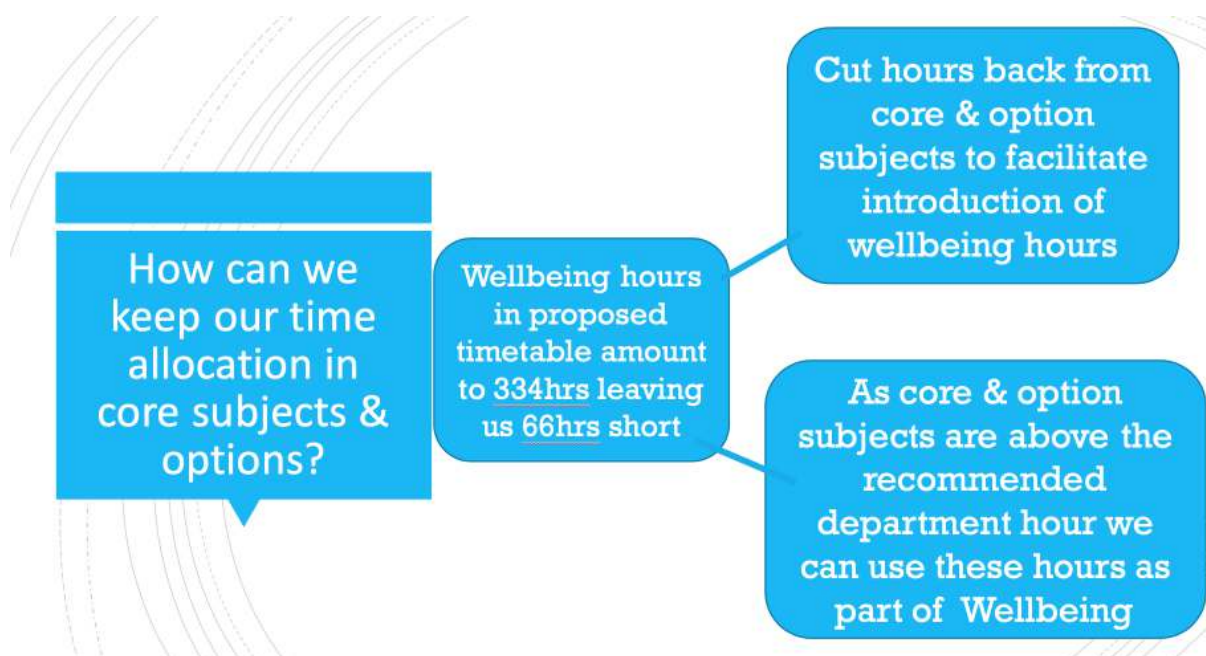 How can we
keep our time
allocation in
core subjects &
options?
Wellbeing hours
in proposed
timetable amount
to 334hrs leaving
us 66hrs short
Cut hours back from
core & option
subjects to facilitate
introduction of
wellbeing hours
As core & option
subjects are above the
recommended
department hour we
can use these hours as
part of Wellbeing